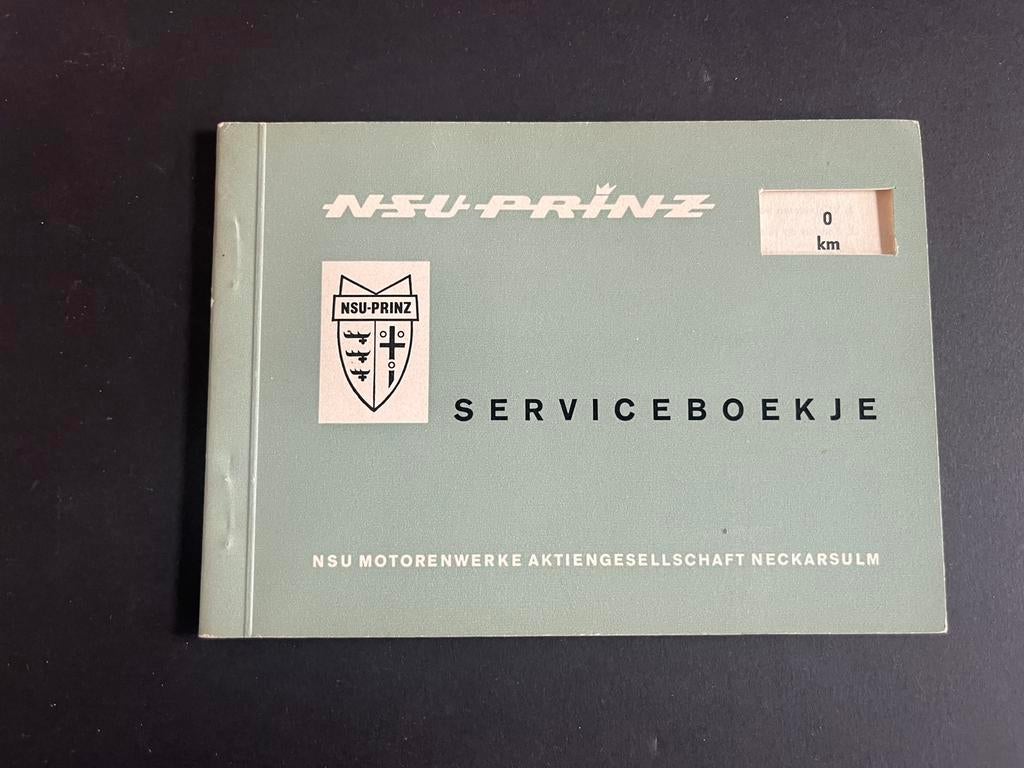 NSU-PRINZ
0
km
NSU-PRINZ
SERVICEBOEKJE
NSU MOTORENWERKE AKTIENGESELLSCHAFT NECKARSULM